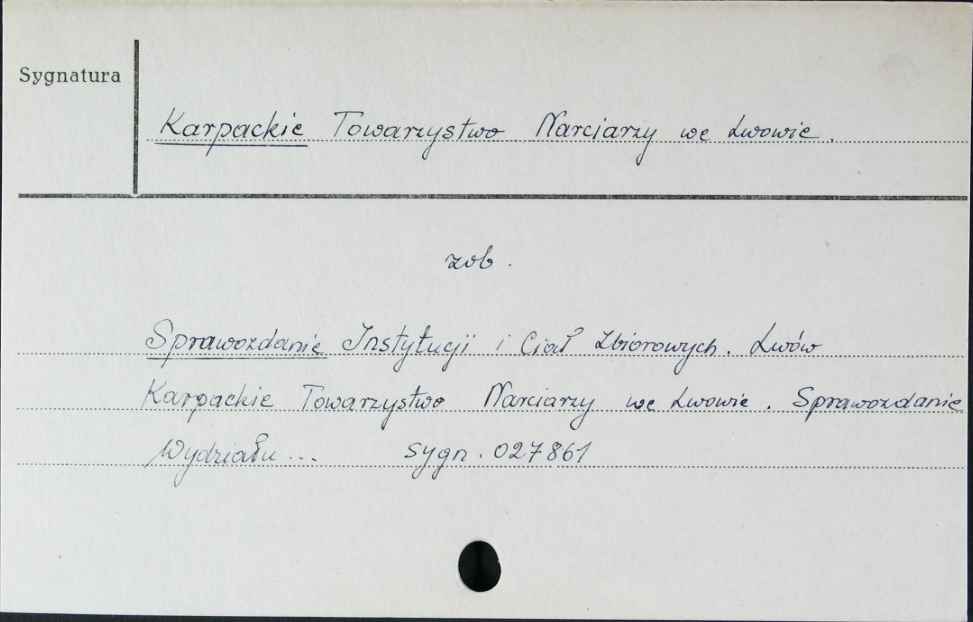 Sygnatura
Karpackie Towarzystwo Narciarzy we Lwowie.
zob.
Sprawozdanie Instytucji i Ciał Zbiorowych. Lwów
Karpackie Towarzystwo Narciarzy we Lwowie. Sprawozdanie
Wydziału... sygn. 027861